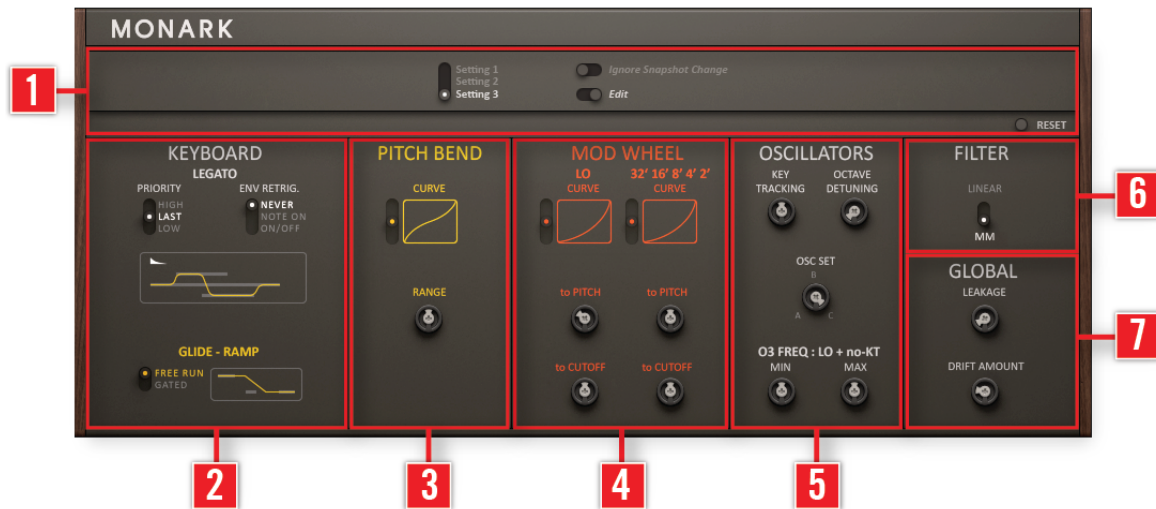 MONARK
1
Setting 1
Setting 2
Setting 3
Ignore Snapshot Change
Edit
RESET
KEYBOARD
LEGATO
PRIORITY
HIGH
LAST
LOW
ENV RETRIG.
NEVER
NOTE ON
ON/OFF
GLIDE - RAMP
FREE RUN
GATED
2
PITCH BEND
CURVE
RANGE
3
MOD WHEEL
LO 32' 16' 8' 4' 2'
CURVE CURVE
to PITCH to PITCH
to CUTOFF to CUTOFF
4
OSCILLATORS
KEY
TRACKING
OCTAVE
DETUNING
OSC SET
B
A C
O3 FREQ : LO + no-KT
MIN MAX
5
FILTER
LINEAR
MM
6
GLOBAL
LEAKAGE
DRIFT AMOUNT
7